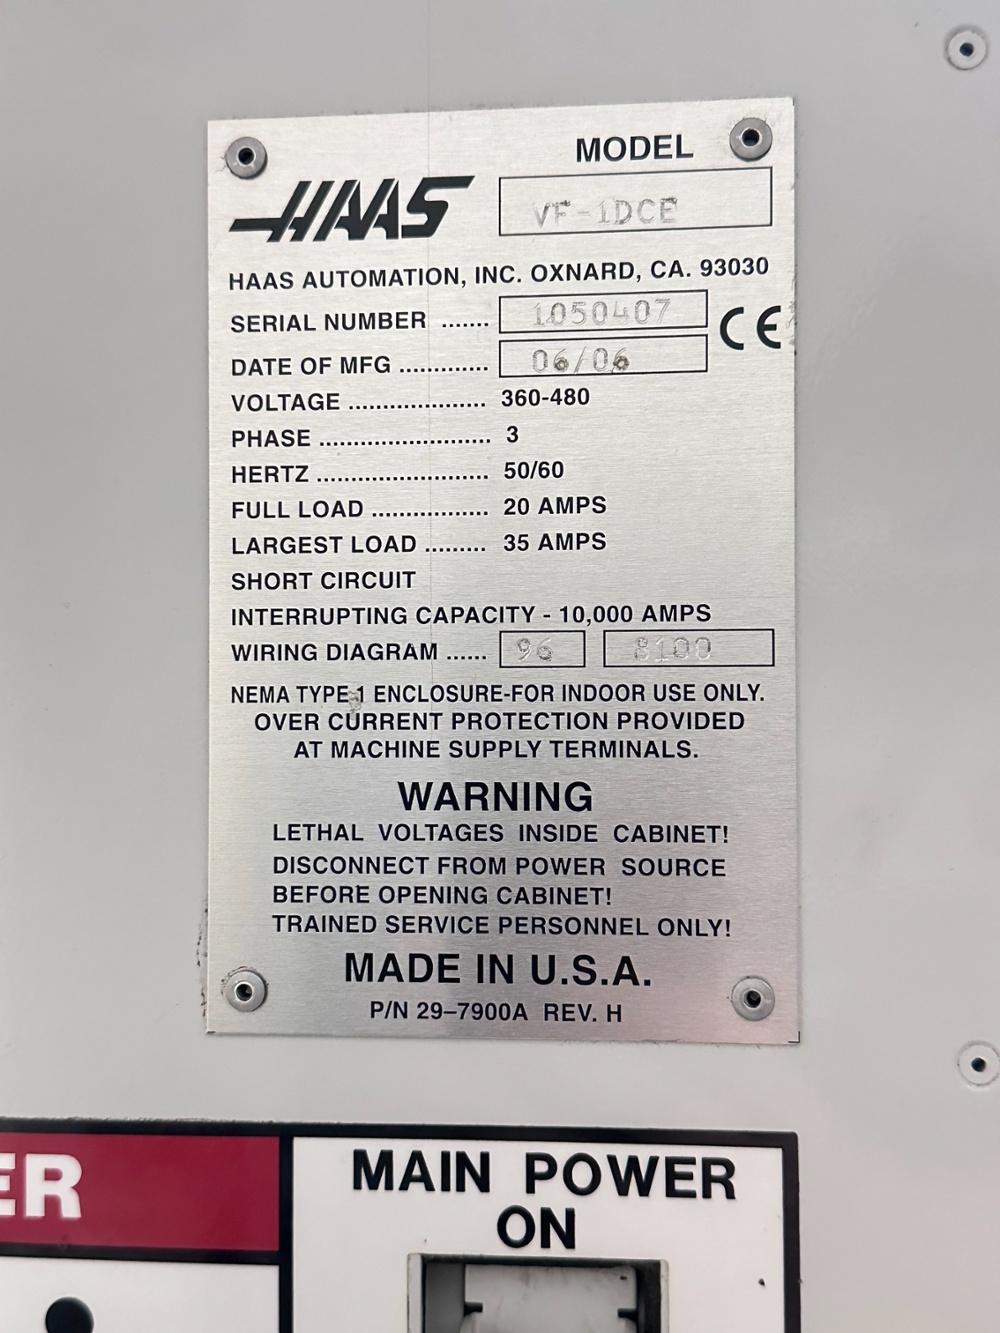 MODEL
HAAS
VF-1DCE
HAAS AUTOMATION, INC. OXNARD, CA. 93030
SERIAL NUMBER ....... 1050407
CE
DATE OF MFG ............. 06/06
VOLTAGE .................... 360-480
PHASE ......................... 3
HERTZ ......................... 50/60
FULL LOAD ................. 20 AMPS
LARGEST LOAD ......... 35 AMPS
SHORT CIRCUIT
INTERRUPTING CAPACITY - 10,000 AMPS
WIRING DIAGRAM ...... 96 8100
NEMA TYPE 1 ENCLOSURE-FOR INDOOR USE ONLY.
OVER CURRENT PROTECTION PROVIDED
AT MACHINE SUPPLY TERMINALS.
WARNING
LETHAL VOLTAGES INSIDE CABINET!
DISCONNECT FROM POWER SOURCE
BEFORE OPENING CABINET!
TRAINED SERVICE PERSONNEL ONLY!
MADE IN U.S.A.
P/N 29–7900A REV. H
ER
MAIN POWER
ON